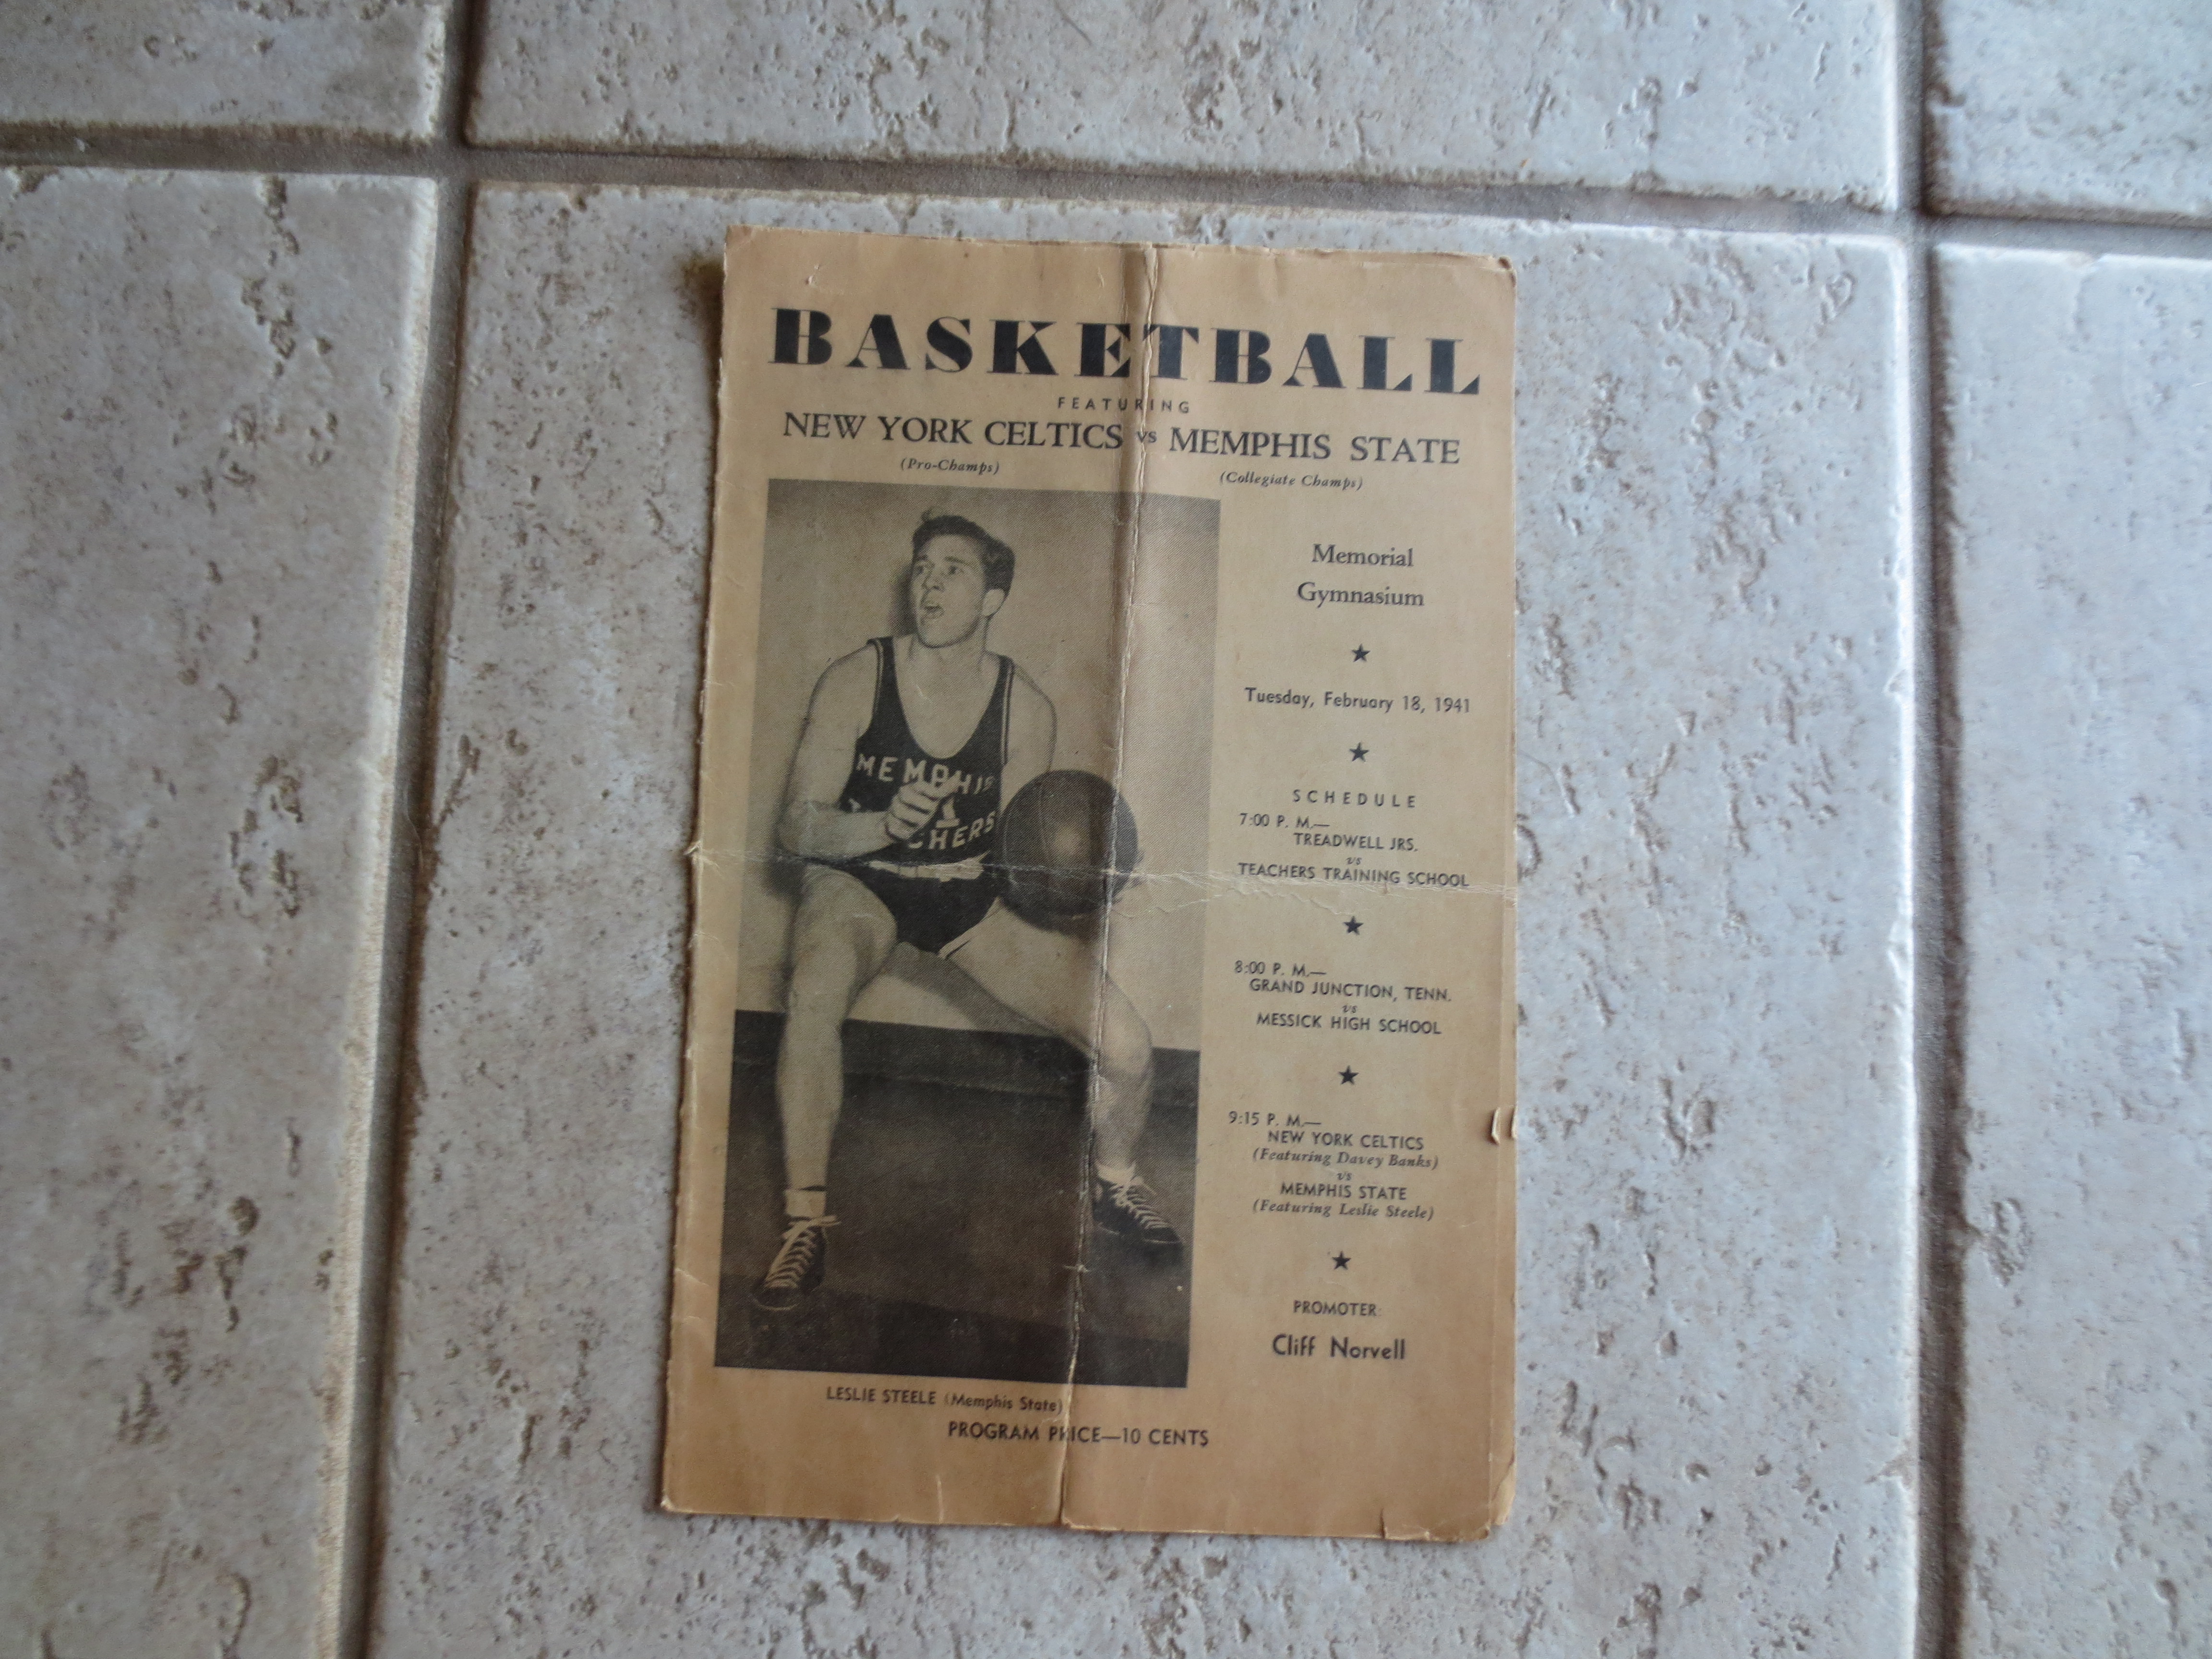 BASKETBALL
FEATURING
NEW YORK CELTICS vs MEMPHIS STATE
(Pro-Champs) (Collegiate Champs)
MEMPHIS
CHERS
Memorial
Gymnasium
Tuesday, February 18, 1941
SCHEDULE
7:00 P. M.—
TREADWELL JRS.
vs
TEACHERS TRAINING SCHOOL
8:00 P. M.—
GRAND JUNCTION, TENN.
vs
MESSICK HIGH SCHOOL
9:15 P. M.—
NEW YORK CELTICS
(Featuring Davey Banks)
vs
MEMPHIS STATE
(Featuring Leslie Steele)
PROMOTER:
Cliff Norvell
LESLIE STEELE (Memphis State)
PROGRAM PRICE—10 CENTS